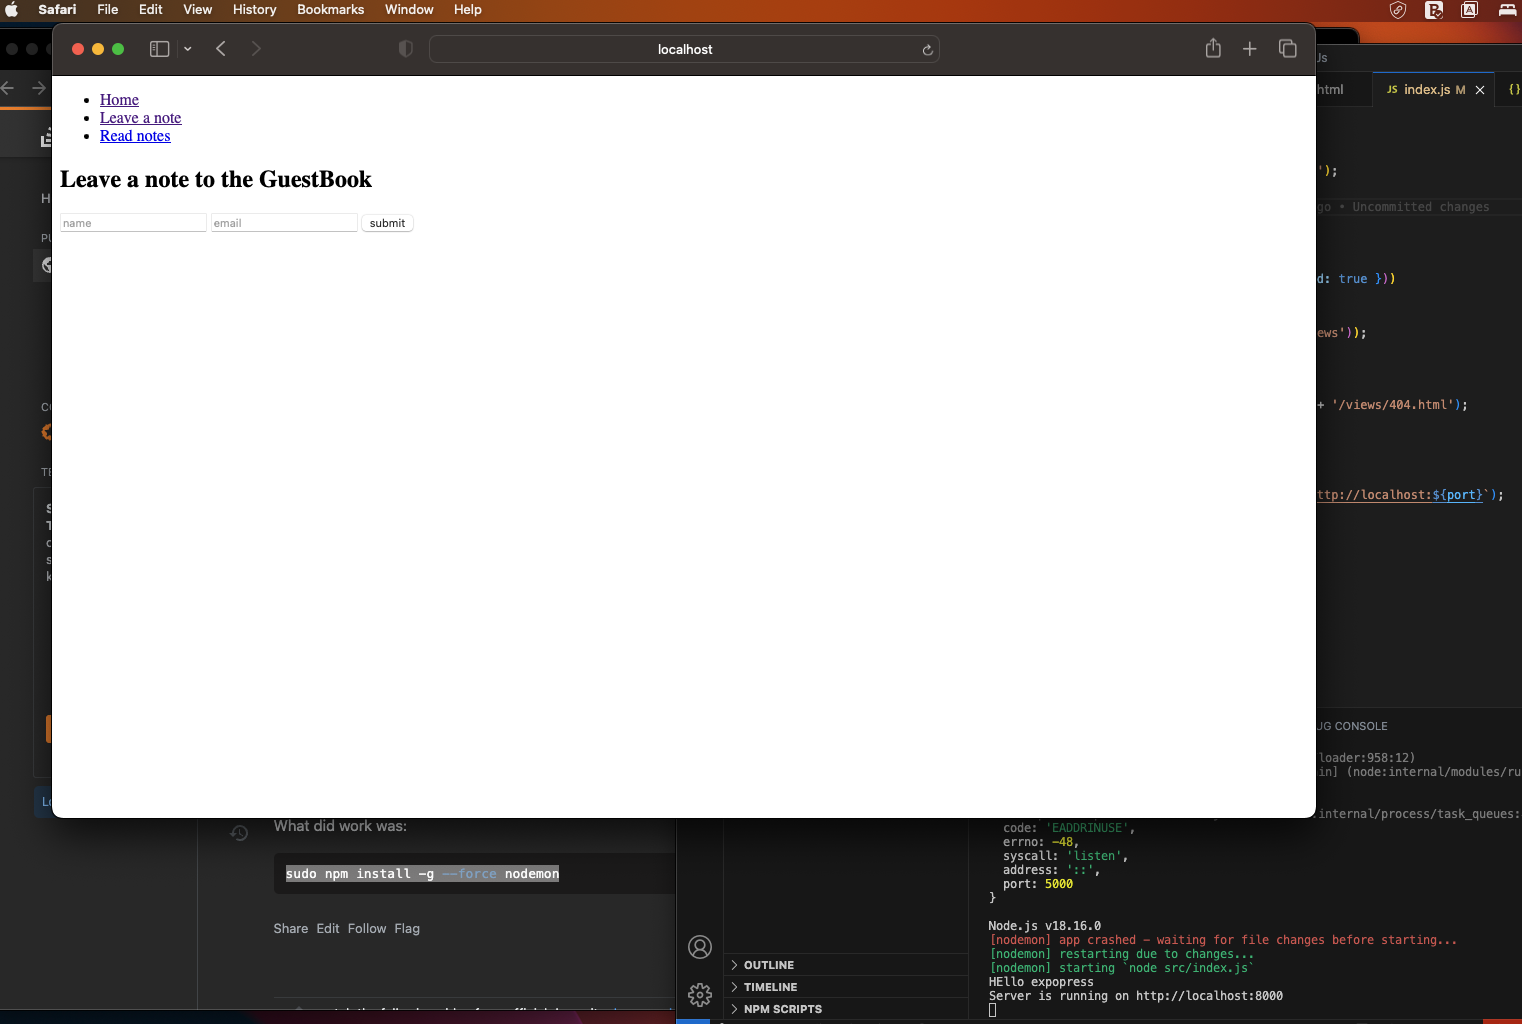 Safari File Edit View History Bookmarks Window Help
localhost
Home
Leave a note
Read notes
Leave a note to the GuestBook
name email submit
Js
html JS index.js M {}
');
go • Uncommitted changes
d: true }))
ews'));
+ '/views/404.html');
ttp://localhost:${port}`);
UG CONSOLE
loader:958:12)
in] (node:internal/modules/ru
internal/process/task_queues:
What did work was:
sudo npm install -g --force nodemon
Share Edit Follow Flag
OUTLINE
TIMELINE
NPM SCRIPTS
code: 'EADDRINUSE',
errno: -48,
syscall: 'listen',
address: '::',
port: 5000
}
Node.js v18.16.0
[nodemon] app crashed - waiting for file changes before starting...
[nodemon] restarting due to changes...
[nodemon] starting `node src/index.js`
HEllo expopress
Server is running on http://localhost:8000